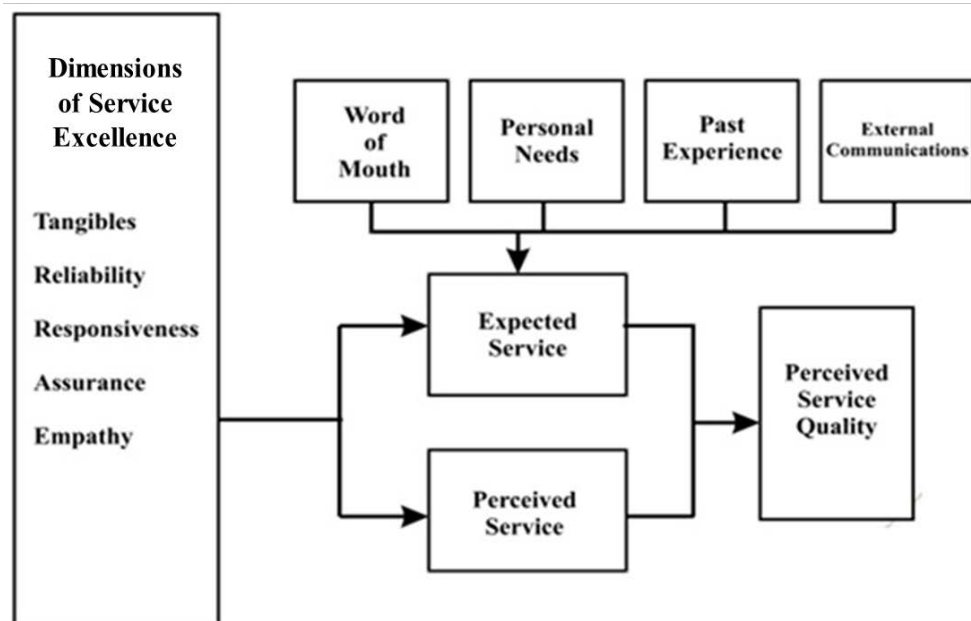 Dimensions
of Service
Excellence
Tangibles
Reliability
Responsiveness
Assurance
Empathy
Word
of
Mouth
Personal
Needs
Past
Experience
External
Communications
Expected
Service
Perceived
Service
Perceived
Service
Quality